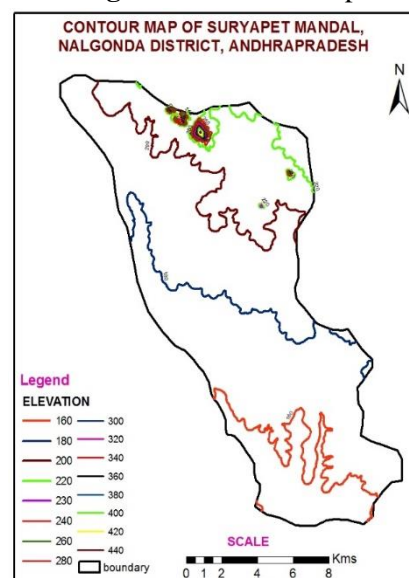 CONTOUR MAP OF SURYAPET MANDAL,
NALGONDA DISTRICT, ANDHRAPRADESH
N
Legend
ELEVATION
160 300
180 320
200 340
220 360
230 380
240 400
260 420
280 440
boundary
SCALE
Kms
0 1 2 4 6 8